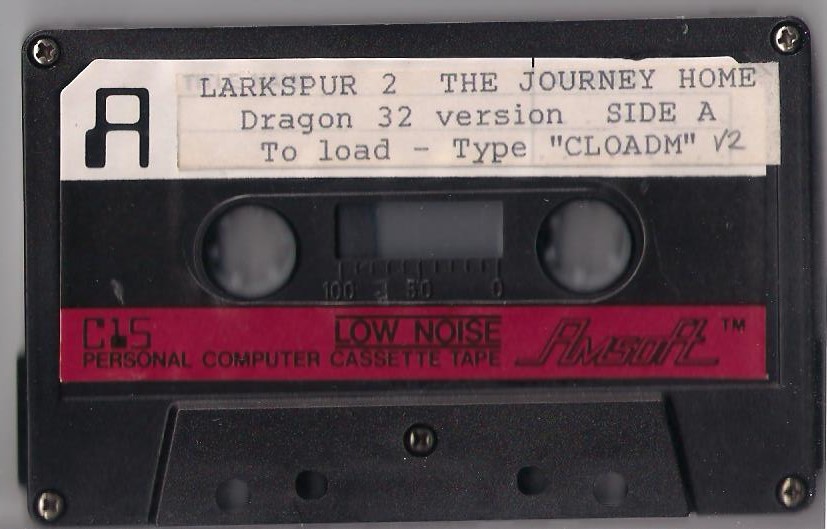 A
LARKSPUR 2 THE JOURNEY HOME
Dragon 32 version SIDE A
To load - Type "CLOADM" V2
100 50 0
C15 LOW NOISE AMSOFT ™
PERSONAL COMPUTER CASSETTE TAPE